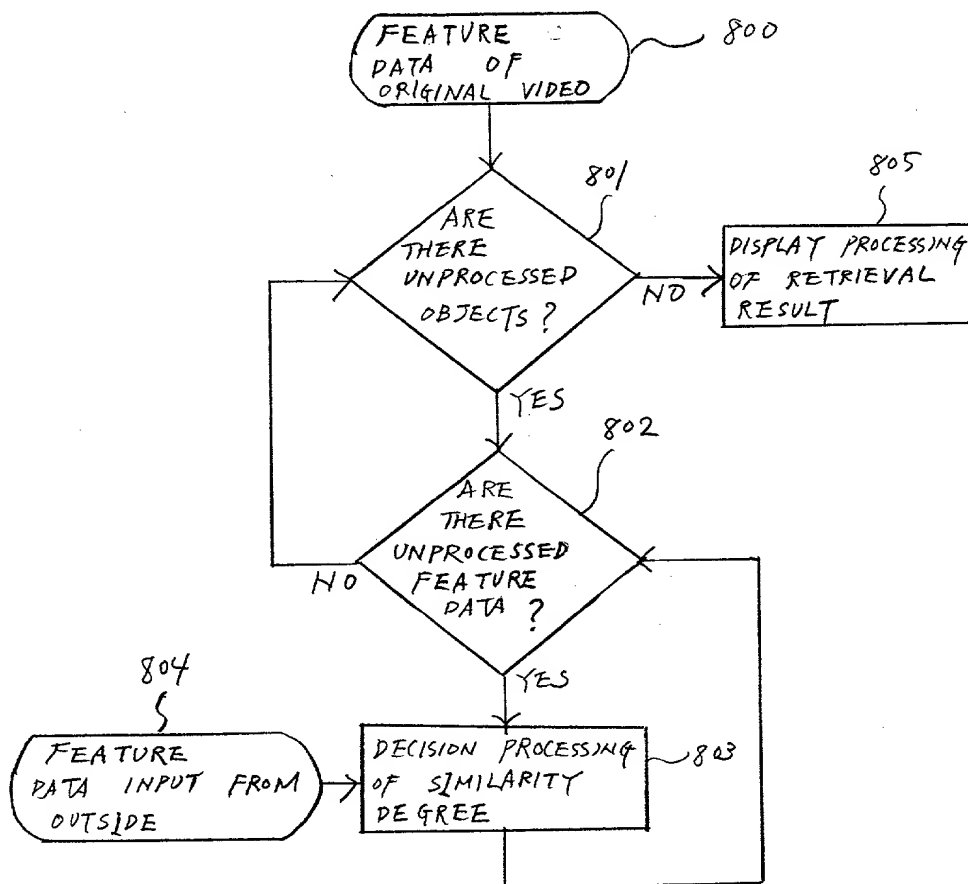 FEATURE
DATA OF
ORIGINAL VIDEO
800
801
ARE
THERE
UNPROCESSED
OBJECTS?
NO
805
DISPLAY PROCESSING
OF RETRIEVAL
RESULT
YES
802
ARE
THERE
UNPROCESSED
FEATURE
DATA ?
NO
YES
804
FEATURE
DATA INPUT FROM
OUTSIDE
DECISION PROCESSING
OF SIMILARITY
DEGREE
803